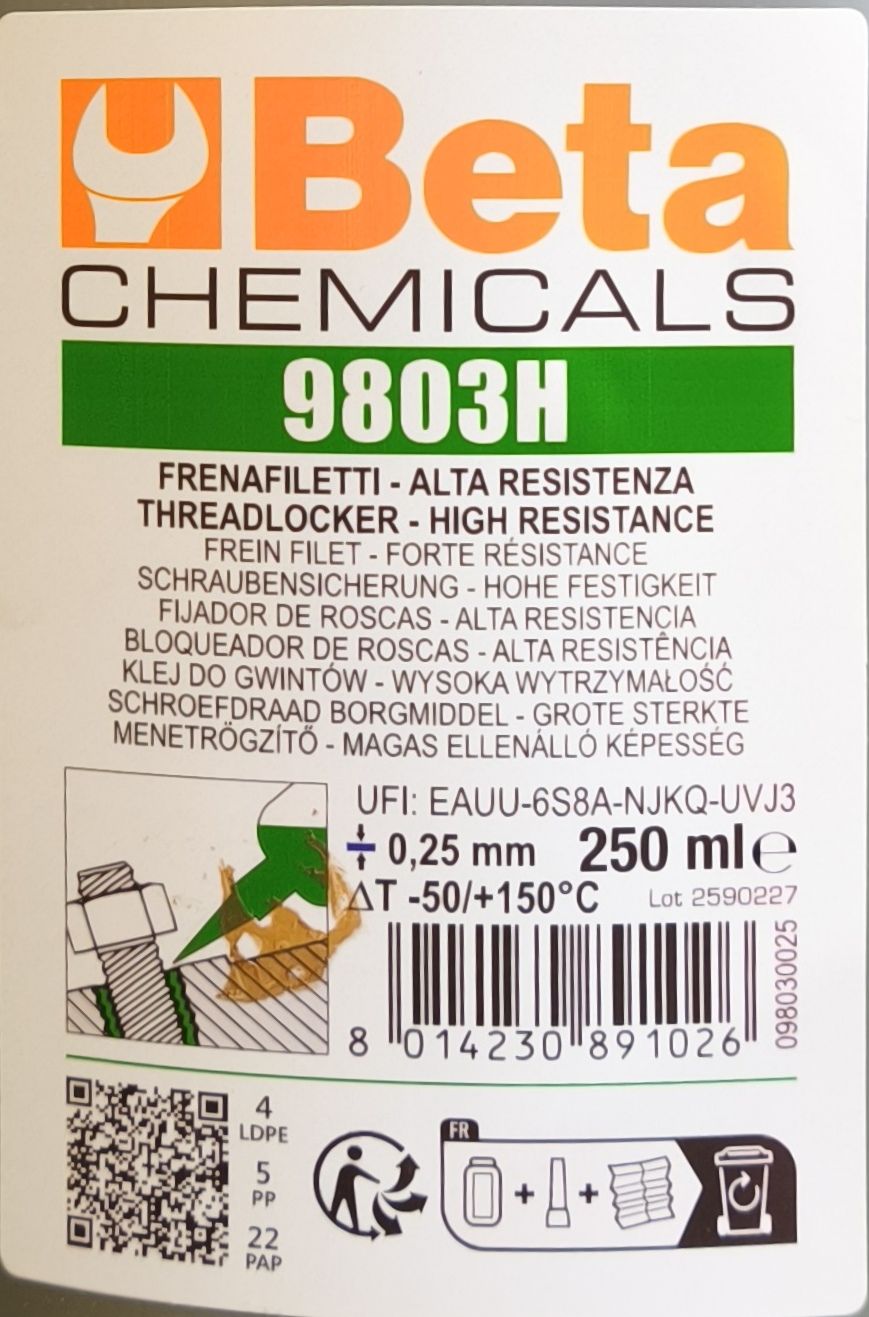 Beta
CHEMICALS
9803H
FRENAFILETTI - ALTA RESISTENZA
THREADLOCKER - HIGH RESISTANCE
FREIN FILET - FORTE RÉSISTANCE
SCHRAUBENSICHERUNG - HOHE FESTIGKEIT
FIJADOR DE ROSCAS - ALTA RESISTENCIA
BLOQUEADOR DE ROSCAS - ALTA RESISTÊNCIA
KLEJ DO GWINTÓW - WYSOKA WYTRZYMAŁOŚĆ
SCHROEFDRAAD BORGMIDDEL - GROTE STERKTE
MENETRÖGZÍTŐ - MAGAS ELLENÁLLÓ KÉPESSÉG
UFI: EAUU-6S8A-NJKQ-UVJ3
0,25 mm 250 ml e
ΔT -50/+150°C Lot 2590227
098030025
8 014230 891026
4
LDPE
5
PP
22
PAP
FR
+ +